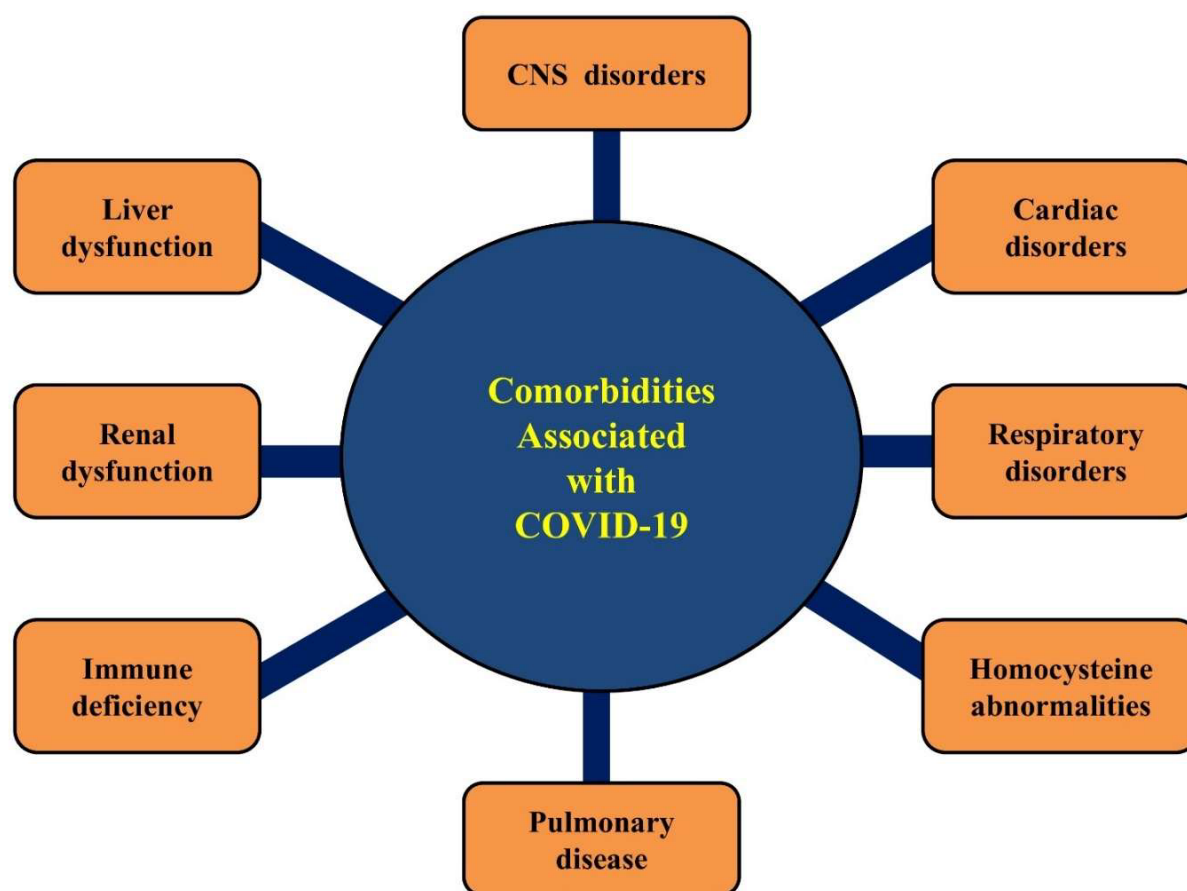 CNS disorders
Liver
dysfunction
Cardiac
disorders
Comorbidities
Associated
with
COVID-19
Renal
dysfunction
Respiratory
disorders
Immune
deficiency
Homocysteine
abnormalities
Pulmonary
disease